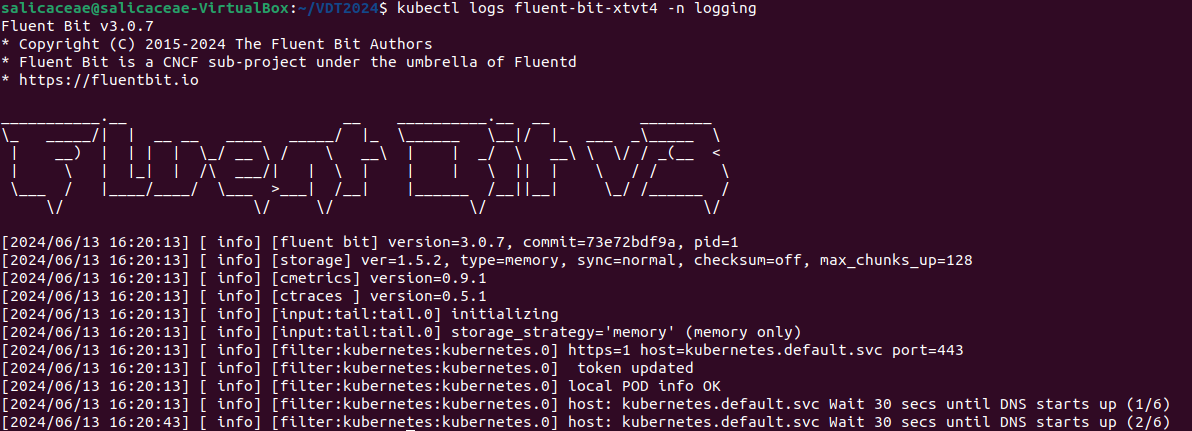 salicaceae@salicaceae-VirtualBox:~/VDT2024$ kubectl logs fluent-bit-xtvt4 -n logging
Fluent Bit v3.0.7
* Copyright (C) 2015-2024 The Fluent Bit Authors
* Fluent Bit is a CNCF sub-project under the umbrella of Fluentd
* https://fluentbit.io
Fluent Bit v3
[2024/06/13 16:20:13] [ info] [fluent bit] version=3.0.7, commit=73e72bdf9a, pid=1
[2024/06/13 16:20:13] [ info] [storage] ver=1.5.2, type=memory, sync=normal, checksum=off, max_chunks_up=128
[2024/06/13 16:20:13] [ info] [cmetrics] version=0.9.1
[2024/06/13 16:20:13] [ info] [ctraces ] version=0.5.1
[2024/06/13 16:20:13] [ info] [input:tail:tail.0] initializing
[2024/06/13 16:20:13] [ info] [input:tail:tail.0] storage_strategy='memory' (memory only)
[2024/06/13 16:20:13] [ info] [filter:kubernetes:kubernetes.0] https=1 host=kubernetes.default.svc port=443
[2024/06/13 16:20:13] [ info] [filter:kubernetes:kubernetes.0]  token updated
[2024/06/13 16:20:13] [ info] [filter:kubernetes:kubernetes.0] local POD info OK
[2024/06/13 16:20:13] [ info] [filter:kubernetes:kubernetes.0] host: kubernetes.default.svc Wait 30 secs until DNS starts up (1/6)
[2024/06/13 16:20:43] [ info] [filter:kubernetes:kubernetes.0] host: kubernetes.default.svc Wait 30 secs until DNS starts up (2/6)